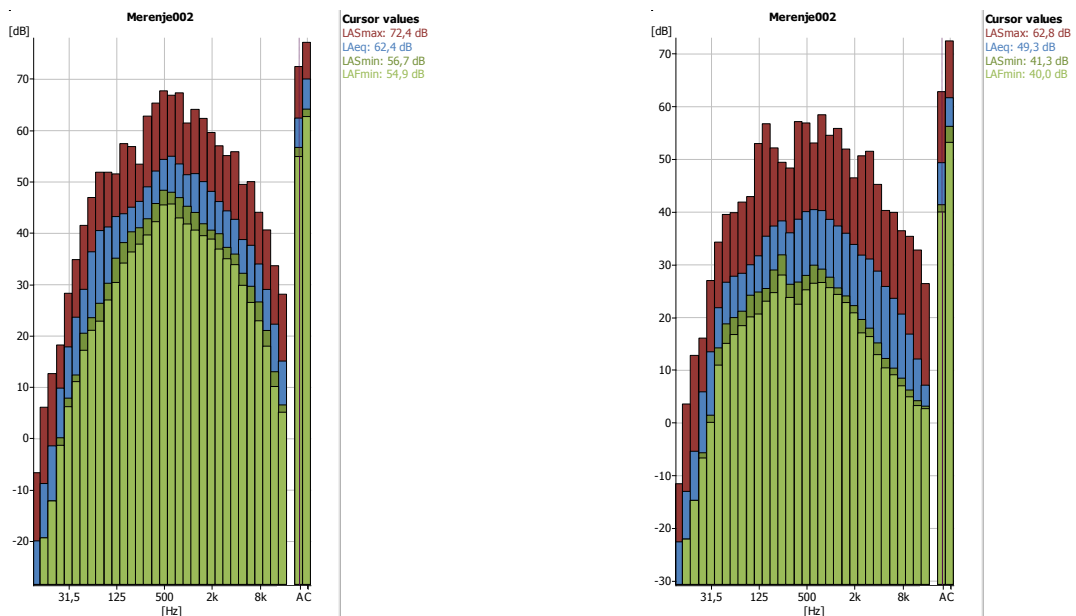 Merenje002
[dB]
70
60
50
40
30
20
10
0
-10
-20
31,5 125 500 2k 8k A C
[Hz]
Cursor values
LASmax: 72,4 dB
LAeq: 62,4 dB
LASmin: 56,7 dB
LAFmin: 54,9 dB
Merenje002
[dB]
70
60
50
40
30
20
10
0
-10
-20
-30
31,5 125 500 2k 8k A C
[Hz]
Cursor values
LASmax: 62,8 dB
LAeq: 49,3 dB
LASmin: 41,3 dB
LAFmin: 40,0 dB